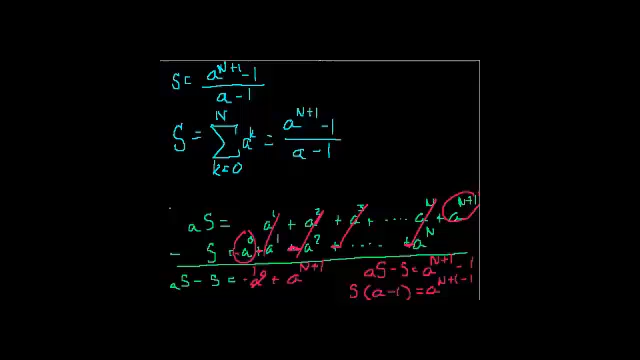 S = (a^(N+1) - 1)/(a - 1)
S = ∑_{k=0}^{N} a^k = (a^(N+1) - 1)/(a - 1)
aS = a^1 + a^2 + a^3 + ···· a^N + a^(N+1)
- S = -a^0 + a^1 + a^2 + ···· + a^N
aS - S = -a^0 + a^(N+1)
aS - S = a^(N+1) - 1
S(a-1) = a^(N+1) - 1